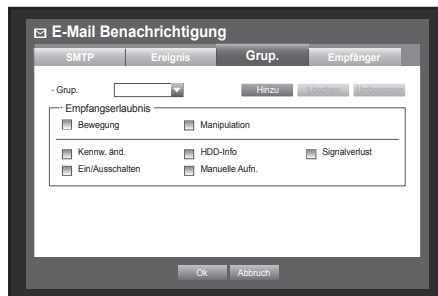 E-Mail Benachrichtigung
SMTP Ereignis Grup. Empfänger
· Grup. Hinzu Löschen Umbenennen
· Empfangserlaubnis
Bewegung Manipulation
Kennw. änd. HDD-Info Signalverlust
Ein/Ausschalten Manuelle Aufn.
Ok Abbruch